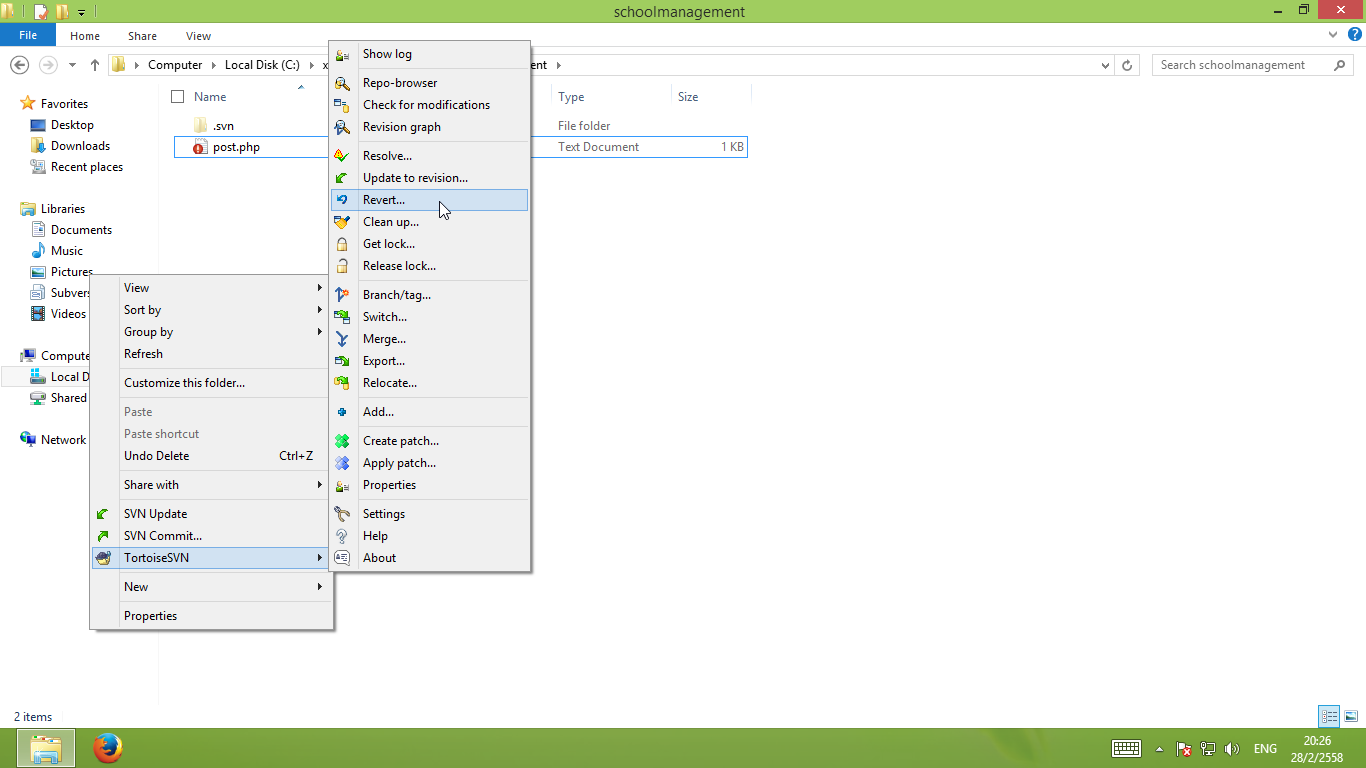 schoolmanagement
File
Home
Share
View
Computer
Local Disk (C:)
x
ent
Search schoolmanagement
Favorites
Desktop
Downloads
Recent places
Libraries
Documents
Music
Pictures
Subvers
Videos
Compute
Local D
Shared
Network
Name
Type
Size
.svn
File folder
post.php
Text Document
1 KB
View
Sort by
Group by
Refresh
Customize this folder...
Paste
Paste shortcut
Undo Delete Ctrl+Z
Share with
SVN Update
SVN Commit...
TortoiseSVN
New
Properties
Show log
Repo-browser
Check for modifications
Revision graph
Resolve...
Update to revision...
Revert...
Clean up...
Get lock...
Release lock...
Branch/tag...
Switch...
Merge...
Export...
Relocate...
Add...
Create patch...
Apply patch...
Properties
Settings
Help
About
2 items
ENG
20:26
28/2/2558